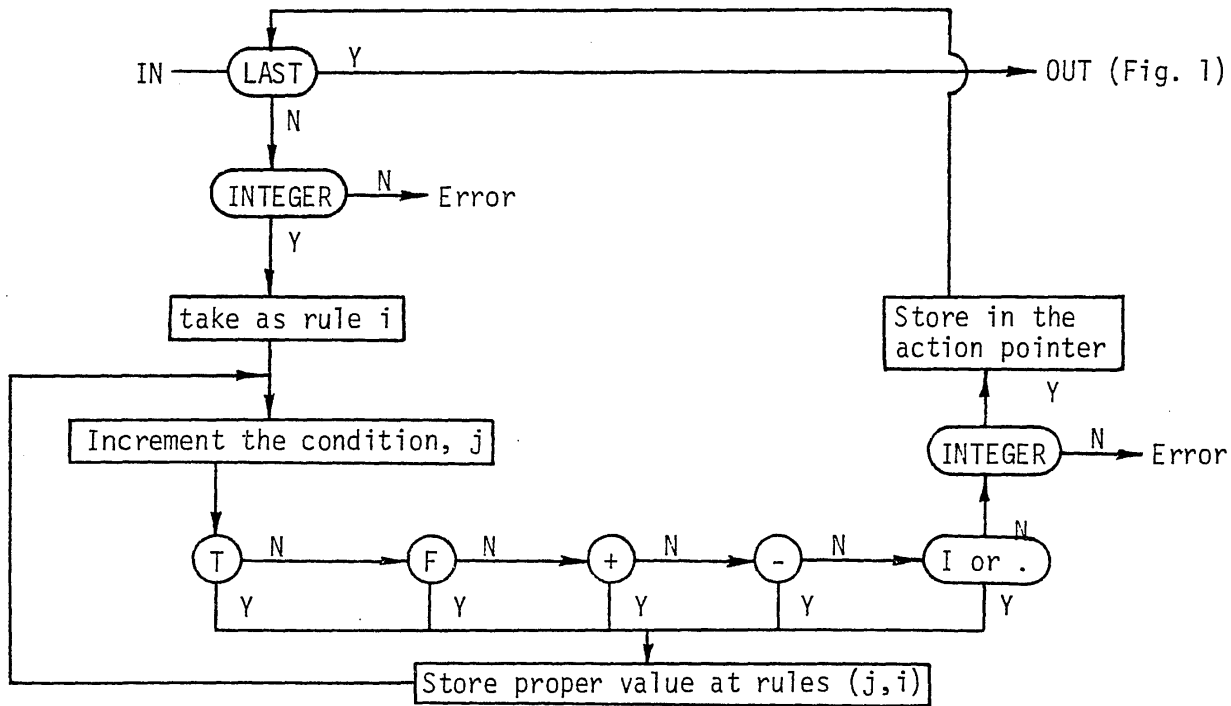 IN
LAST
Y
OUT (Fig. 1)
N
INTEGER
N
Error
Y
take as rule i
Store in the
action pointer
Y
Increment the condition, j
INTEGER
N
Error
N
T
N
F
N
+
N
-
N
I or .
Y
Y
Y
Y
Y
Store proper value at rules (j,i)